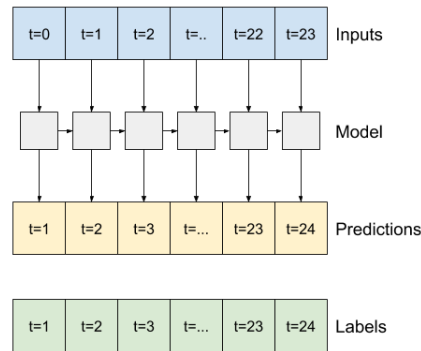 t=0 t=1 t=2 t=.. t=22 t=23 Inputs
Model
t=1 t=2 t=3 t=... t=23 t=24 Predictions
t=1 t=2 t=3 t=... t=23 t=24 Labels